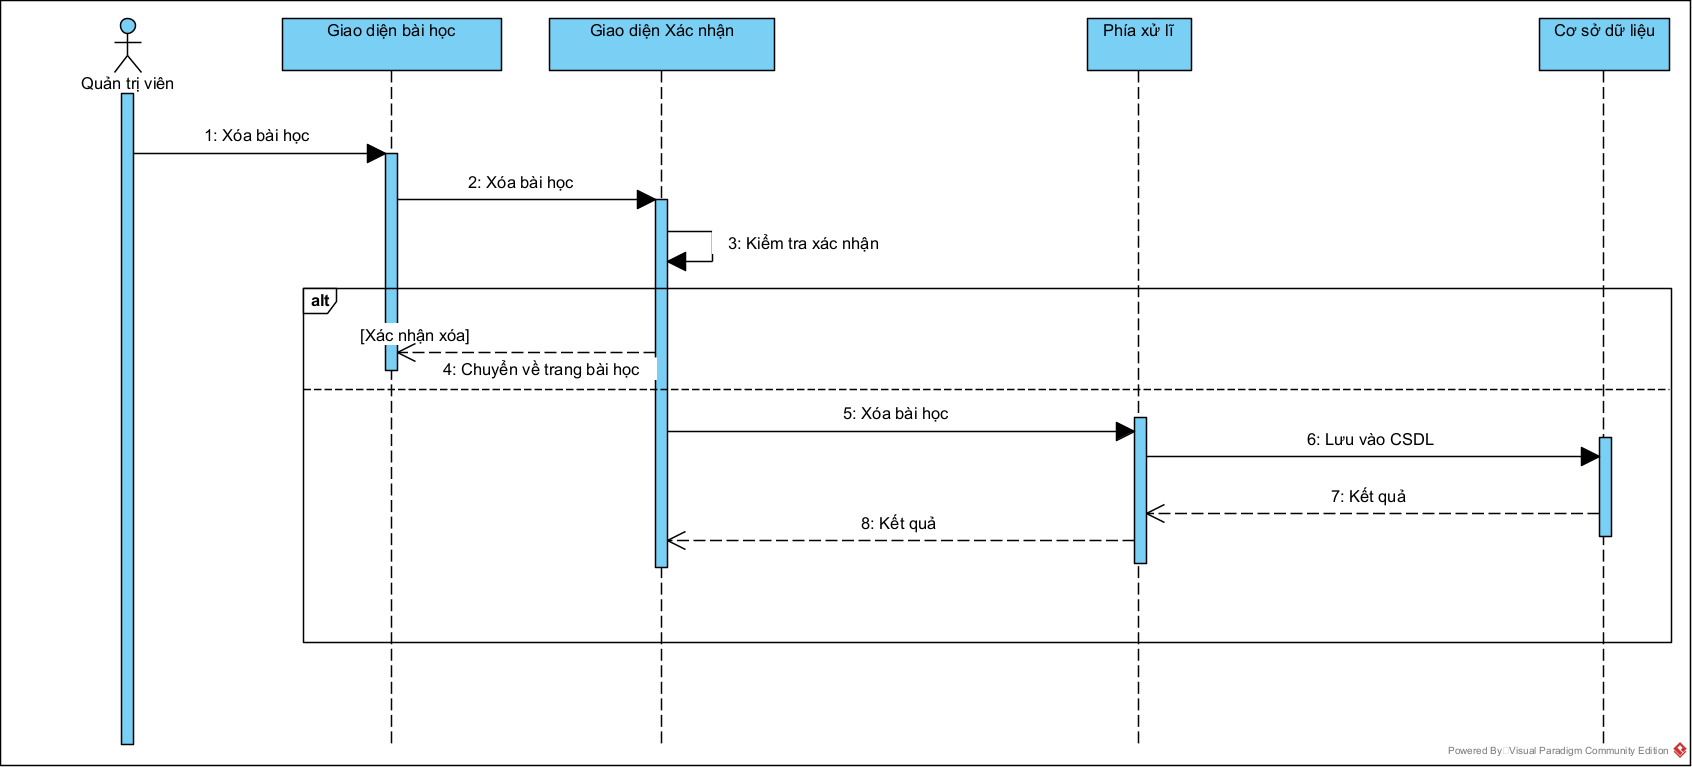 Giao diện bài học
Giao diện Xác nhận
Phía xử lĩ
Cơ sở dữ liệu
Quản trị viên
1: Xóa bài học
2: Xóa bài học
3: Kiểm tra xác nhận
alt
[Xác nhận xóa]
4: Chuyển về trang bài học
5: Xóa bài học
6: Lưu vào CSDL
7: Kết quả
8: Kết quả
Powered By Visual Paradigm Community Edition